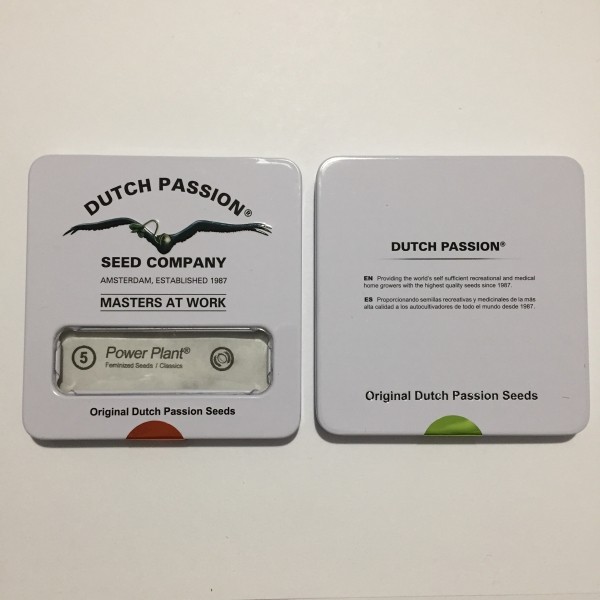 DUTCH PASSION®
SEED COMPANY
AMSTERDAM, ESTABLISHED 1987
MASTERS AT WORK
5 Power Plant®
Feminized Seeds / Classics
Original Dutch Passion Seeds
DUTCH PASSION®
EN Providing the world's self sufficient recreational and medical
home growers with the highest quality seeds since 1987.
ES Proporcionando semillas recreativas y medicinales de la más
alta calidad a los autocultivadores de todo el mundo desde 1987.
Original Dutch Passion Seeds